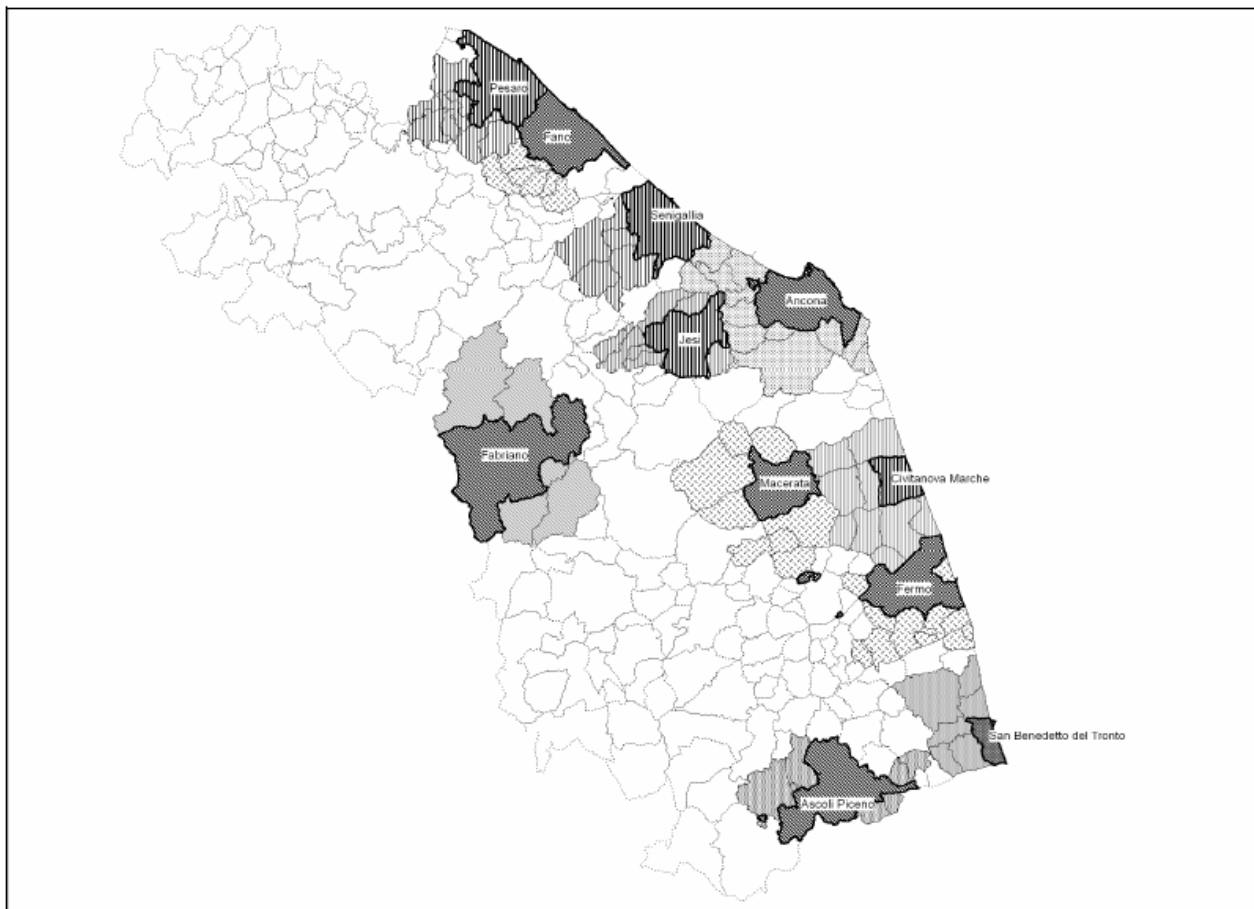 Pesaro
Fano
Senigallia
Ancona
Jesi
Fabriano
Macerata
Civitanova Marche
Fermo
San Benedetto del Tronto
Ascoli Piceno